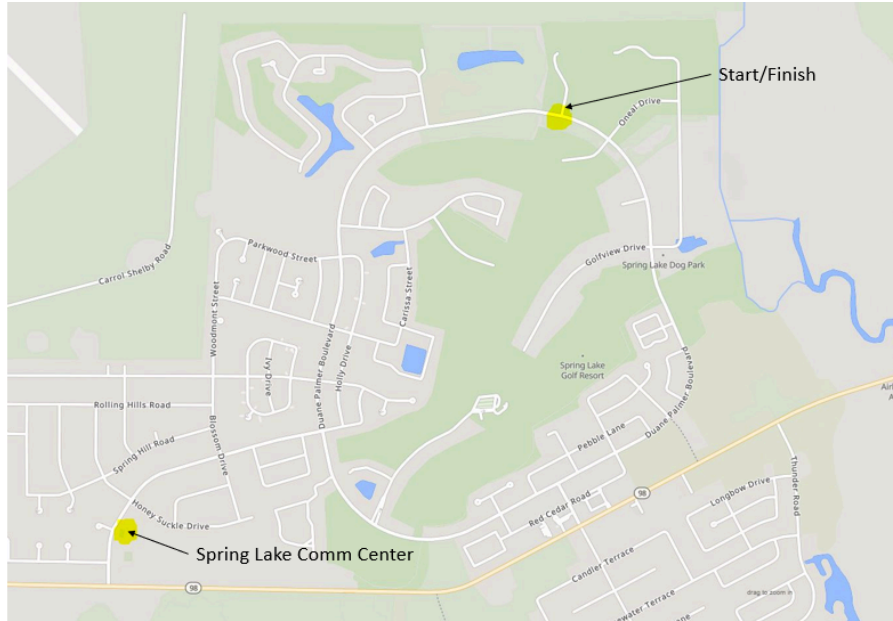 Start/Finish
Oneal Drive
Carrol Shelby Road
Parkwood Street
Golfview Drive
Spring Lake Dog Park
Woodmont Street
Carissa Street
Duane Palmer Boulevard
Holly Drive
Ivy Drive
Spring Lake
Golf Resort
Duane Palmer Boulevard
Rolling Hills Road
Blossom Drive
Spring Hill Road
Pebble Lane
Honey Suckle Drive
Red Cedar Road
98
Longbow Drive
Thunder Road
Spring Lake Comm Center
Candler Terrace
98
drag to zoom in
Terrace